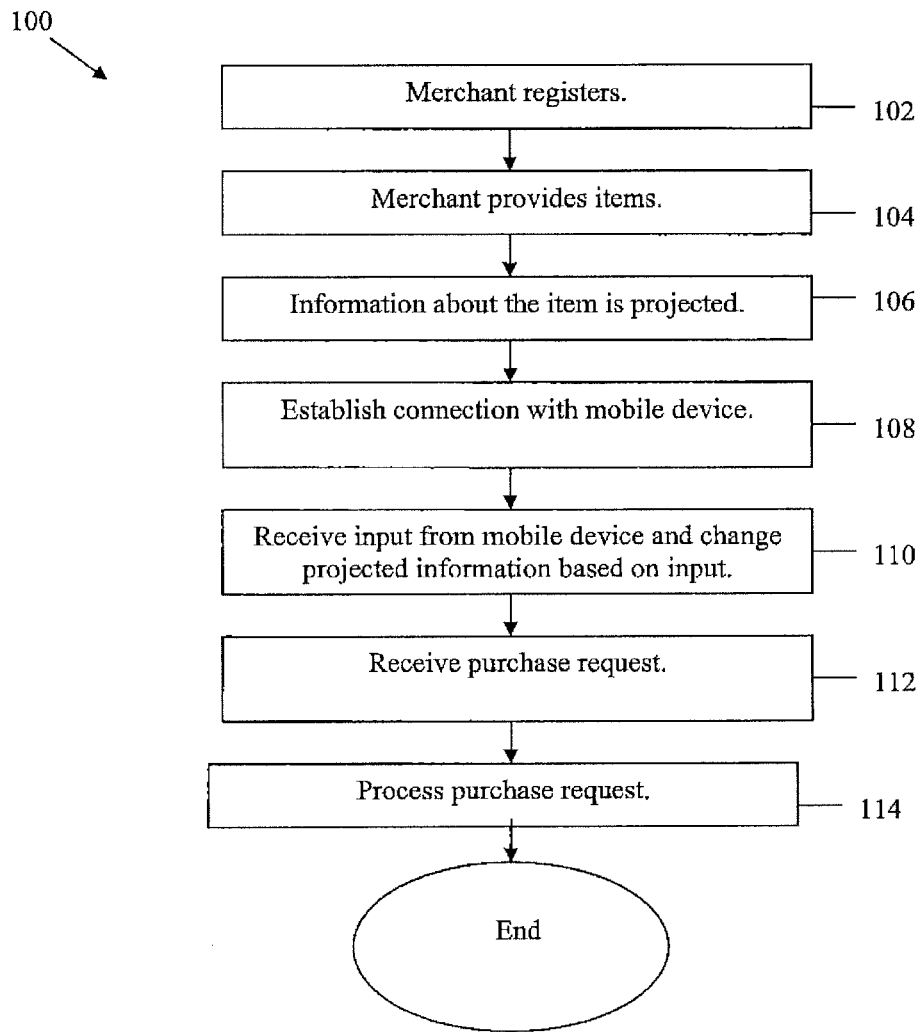 100
Merchant registers.
102
Merchant provides items.
104
Information about the item is projected.
106
Establish connection with mobile device.
108
Receive input from mobile device and change
projected information based on input.
110
Receive purchase request.
112
Process purchase request.
114
End